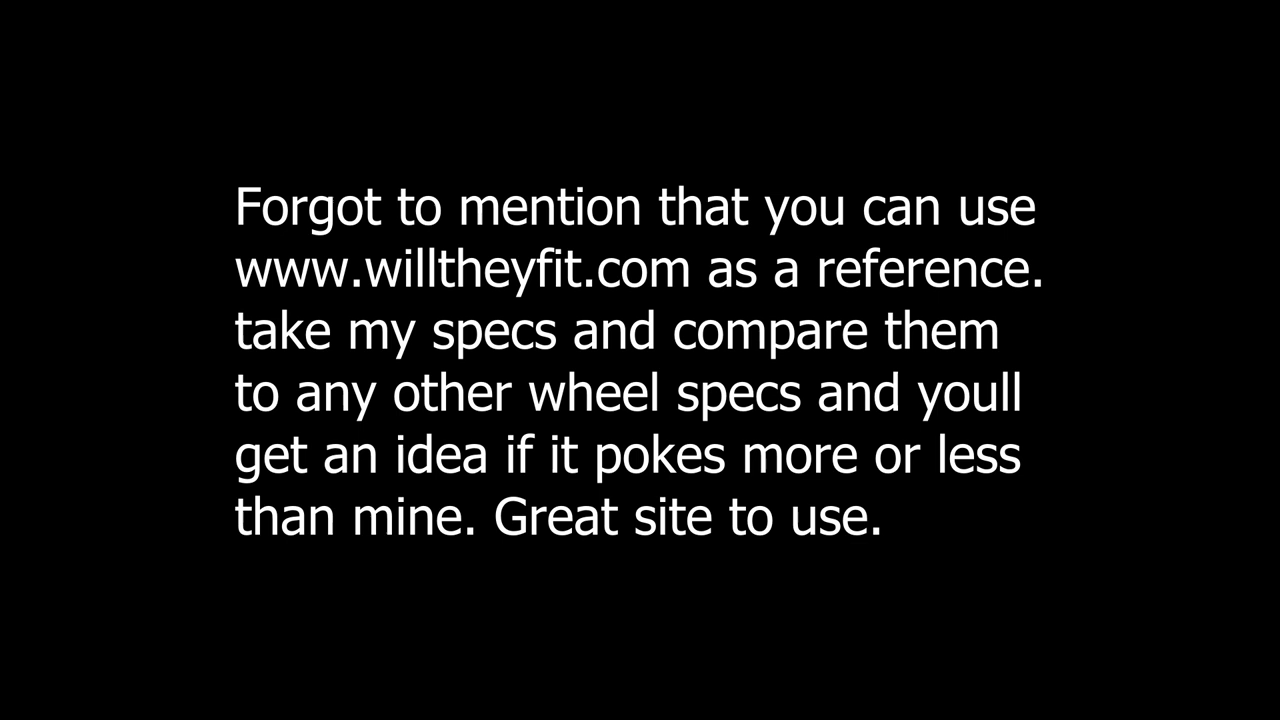 Forgot to mention that you can use
www.willtheyfit.com as a reference.
take my specs and compare them
to any other wheel specs and youll
get an idea if it pokes more or less
than mine. Great site to use.